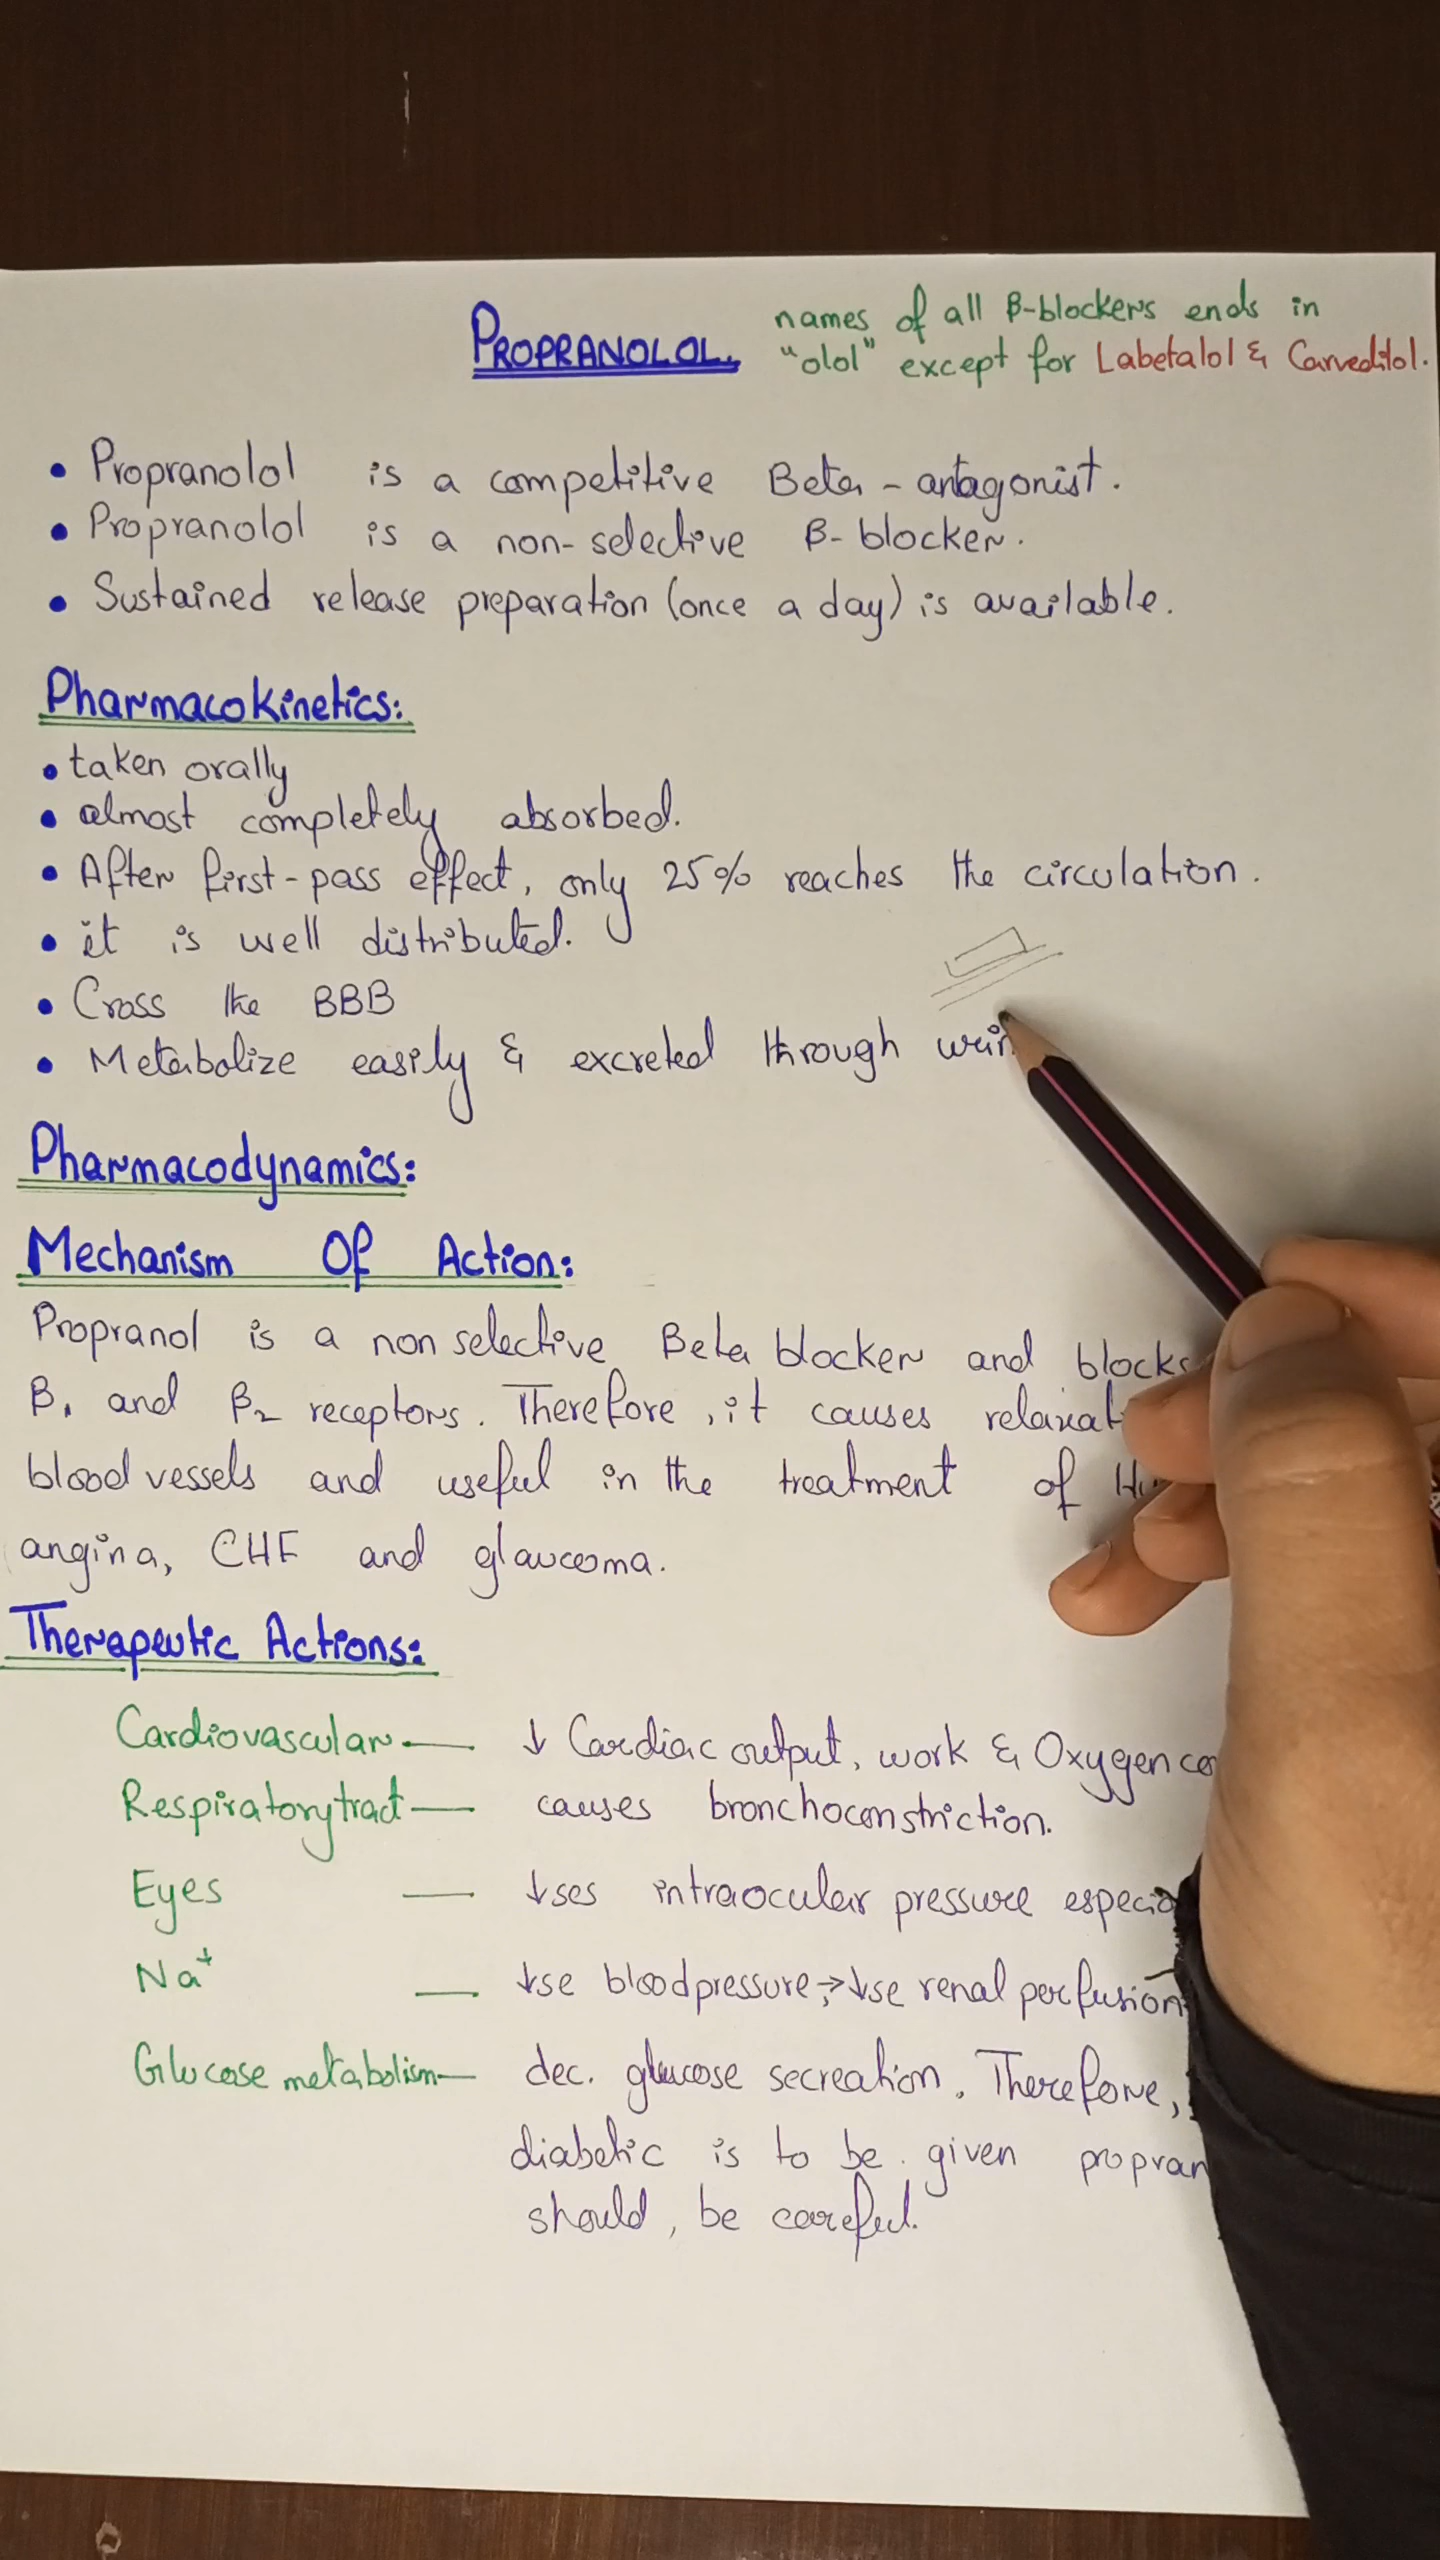 PROPRANOLOL.
names of all β-blockers ends in
"olol" except for Labetalol & Carvedilol.
• Propranolol is a competitive Beta-antagonist.
• Propranolol is a non-selective β-blocker.
• Sustained release preparation (once a day) is available.
Pharmacokinetics:
• taken orally
• almost completely absorbed.
• After first-pass effect, only 25% reaches the circulation.
• it is well distributed.
• Cross the BBB
• Metabolize easily & excreted through
Pharmacodynamics:
Mechanism Of Action:
Propranol is a non selective Beta blocker and blocks
β₁ and β₂ receptors. Therefore, it causes
blood vessels and useful in the treatment of
angina, CHF and glaucoma.
Therapeutic Actions:
Cardiovascular — ↓ Cardiac output, work & Oxygen
Respiratory tract — causes bronchoconstriction.
Eyes — ↓ses intraocular pressure
Na⁺ — ↓se blood pressure, → ↓se renal perfusion
Glucose metabolism — dec. glucose secreation. Therefore,
diabetic is to be given
should, be careful.